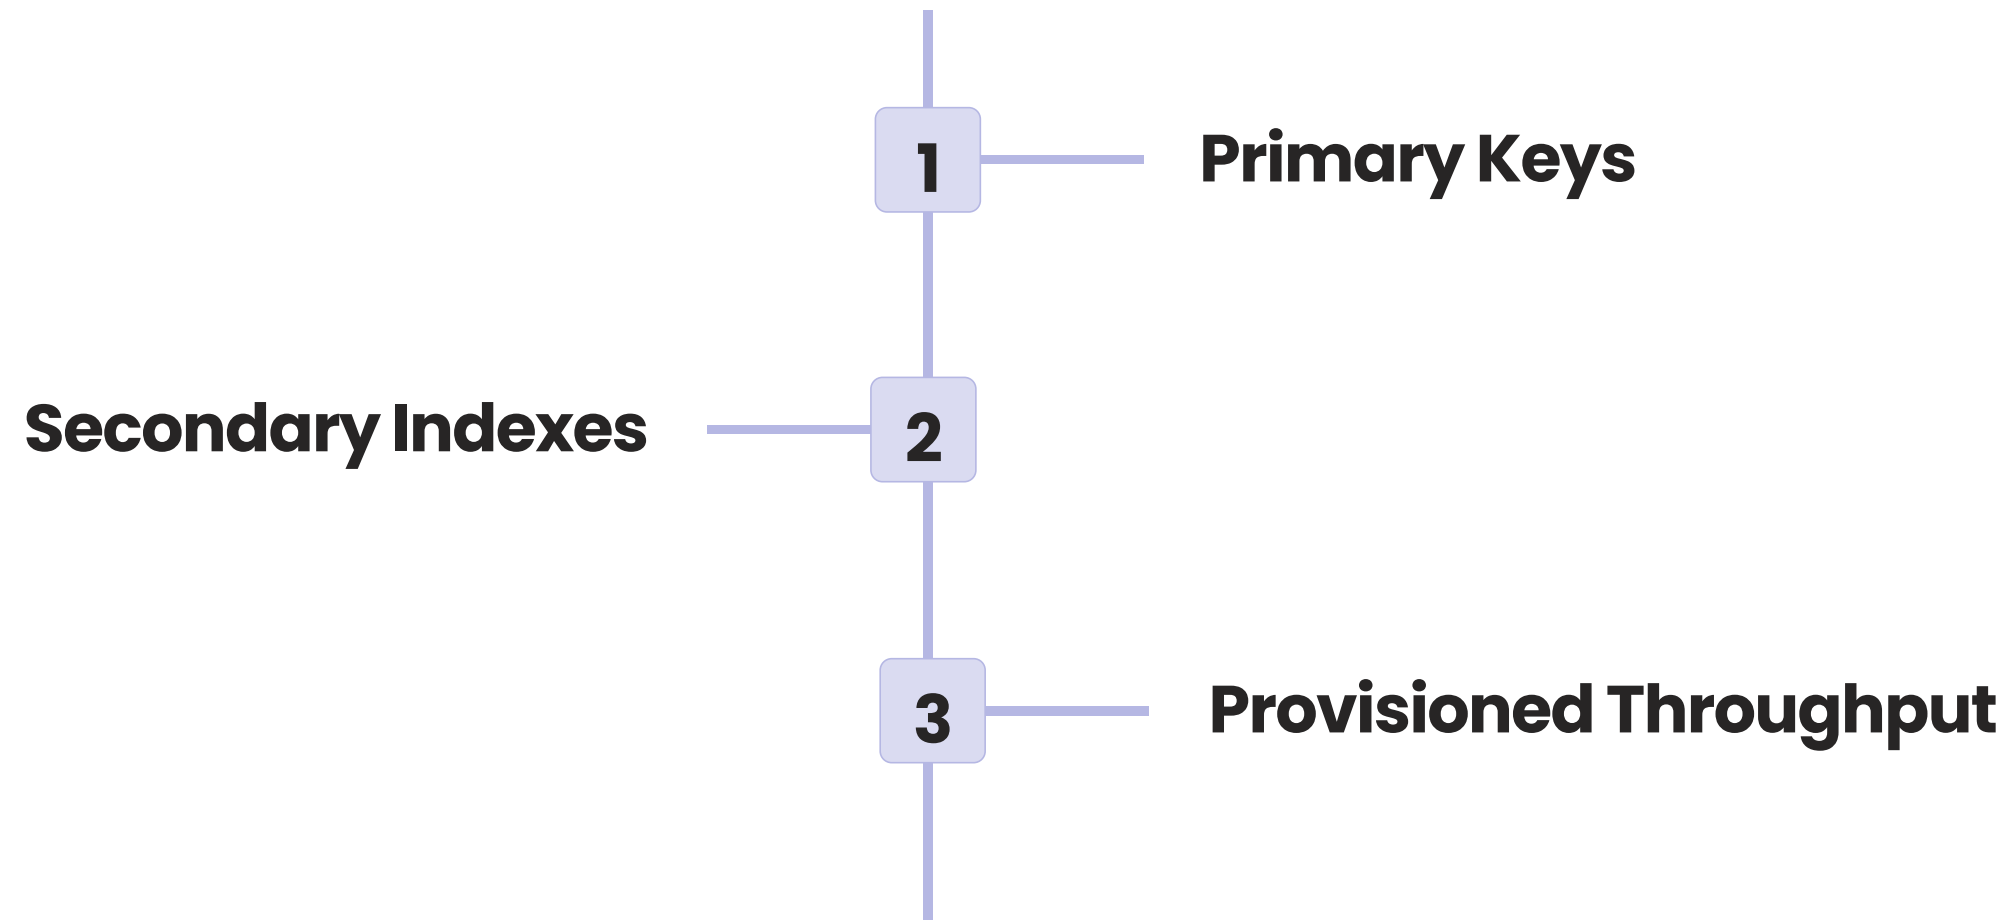 1
Primary Keys
Secondary Indexes
2
3
Provisioned Throughput